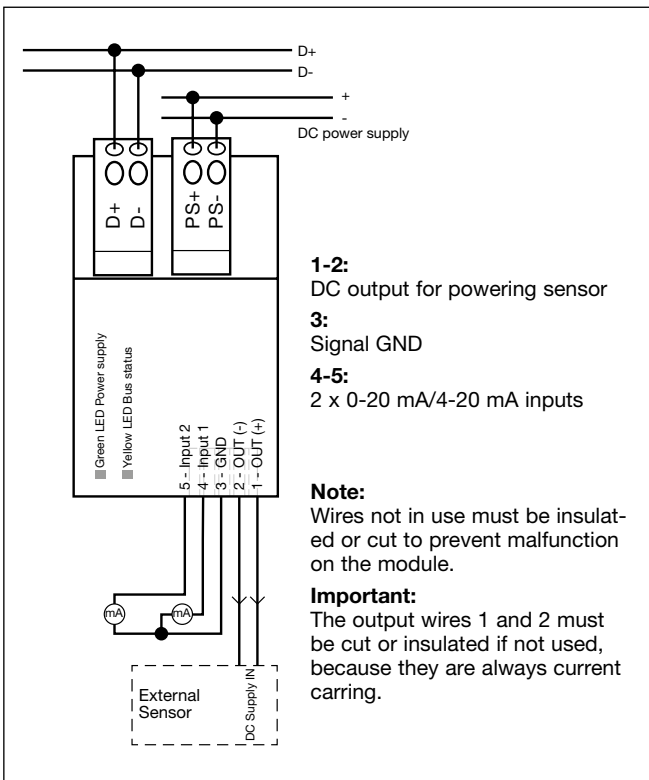 D+
D-
+
-
DC power supply
D+
D-
PS+
PS-
1-2:
DC output for powering sensor
3:
Signal GND
4-5:
2 x 0-20 mA/4-20 mA inputs
Green LED Power supply
Yellow LED Bus status
5 - Input 2
4 - Input 1
3 - GND
2 - OUT (-)
1 - OUT (+)
Note:
Wires not in use must be insulat-
ed or cut to prevent malfunction
on the module.
Important:
The output wires 1 and 2 must
be cut or insulated if not used,
because they are always current
carring.
mA
mA
External
Sensor
DC Supply IN